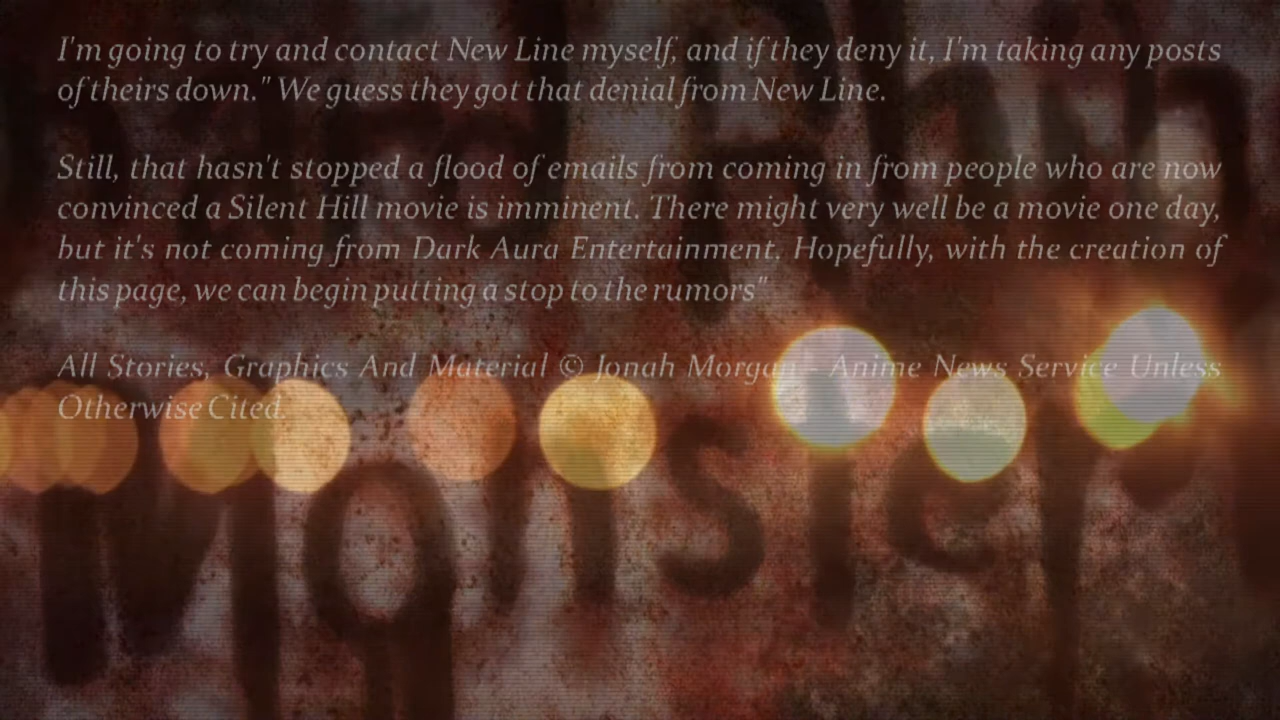 I'm going to try and contact New Line myself, and if they deny it, I'm taking any posts
of theirs down." We guess they got that denial from New Line.
Still, that hasn't stopped a flood of emails from coming in from people who are now
convinced a Silent Hill movie is imminent. There might very well be a movie one day,
but it's not coming from Dark Aura Entertainment. Hopefully, with the creation of
this page, we can begin putting a stop to the rumors"
All Stories, Graphics And Material © Jonah Morgan - Anime News Service Unless
Otherwise Cited.
Monster